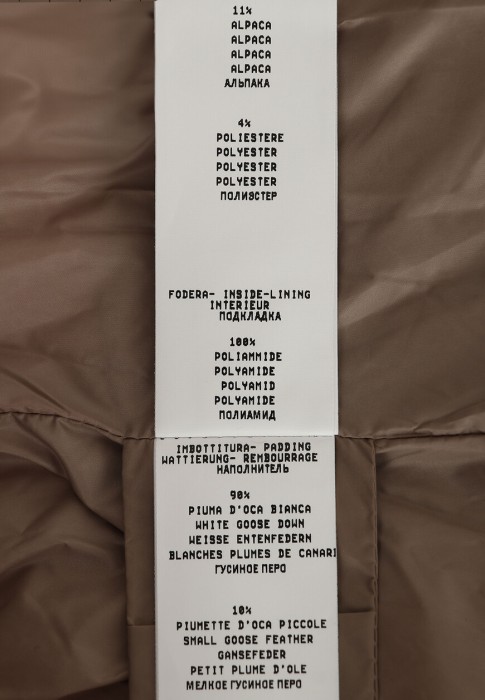 11%
ALPACA
ALPACA
ALPACA
ALPACA
АЛЬПАКА
4%
POLIESTERE
POLYESTER
POLYESTER
POLYESTER
ПОЛИЭСТЕР
FODERA- INSIDE-LINING
INTERIEUR
ПОДКЛАДКА
100%
POLIAMMIDE
POLYAMIDE
POLYAMID
POLYAMIDE
ПОЛИАМИД
IMBOTTITURA- PADDING
WATTIERUNG- REMBOURRAGE
НАПОЛНИТЕЛЬ
90%
PIUMA D'OCA BIANCA
WHITE GOOSE DOWN
WEISSE ENTENFEDERN
BLANCHES PLUMES DE CANARI
ГУСИНОЕ ПЕРО
10%
PIUMETTE D'OCA PICCOLE
SMALL GOOSE FEATHER
GANSEFEDER
PETIT PLUME D'OLE
МЕЛКОЕ ГУСИНОЕ ПЕРО